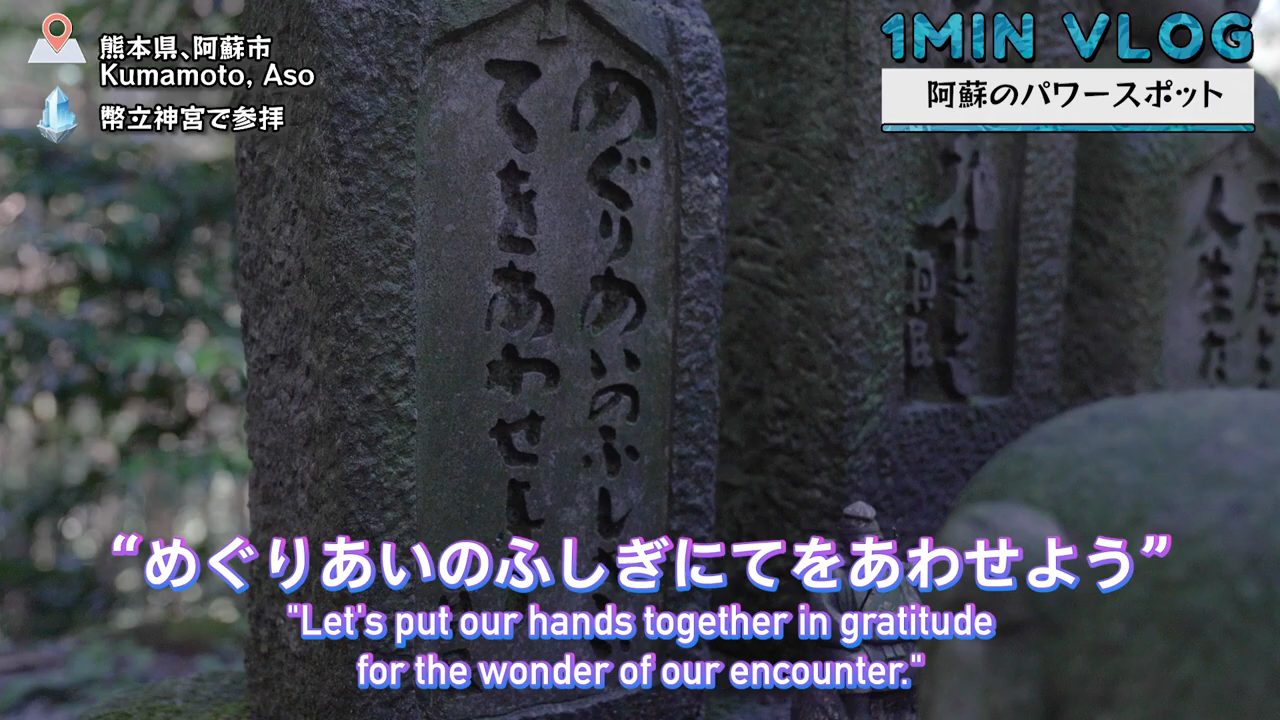 熊本県、阿蘇市
Kumamoto, Aso
幣立神宮で参拝
1MIN VLOG
阿蘇のパワースポット
めぐりあいのふし
てをあわせよ
人生だ
“めぐりあいのふしぎにてをあわせよう”
"Let's put our hands together in gratitude
for the wonder of our encounter."